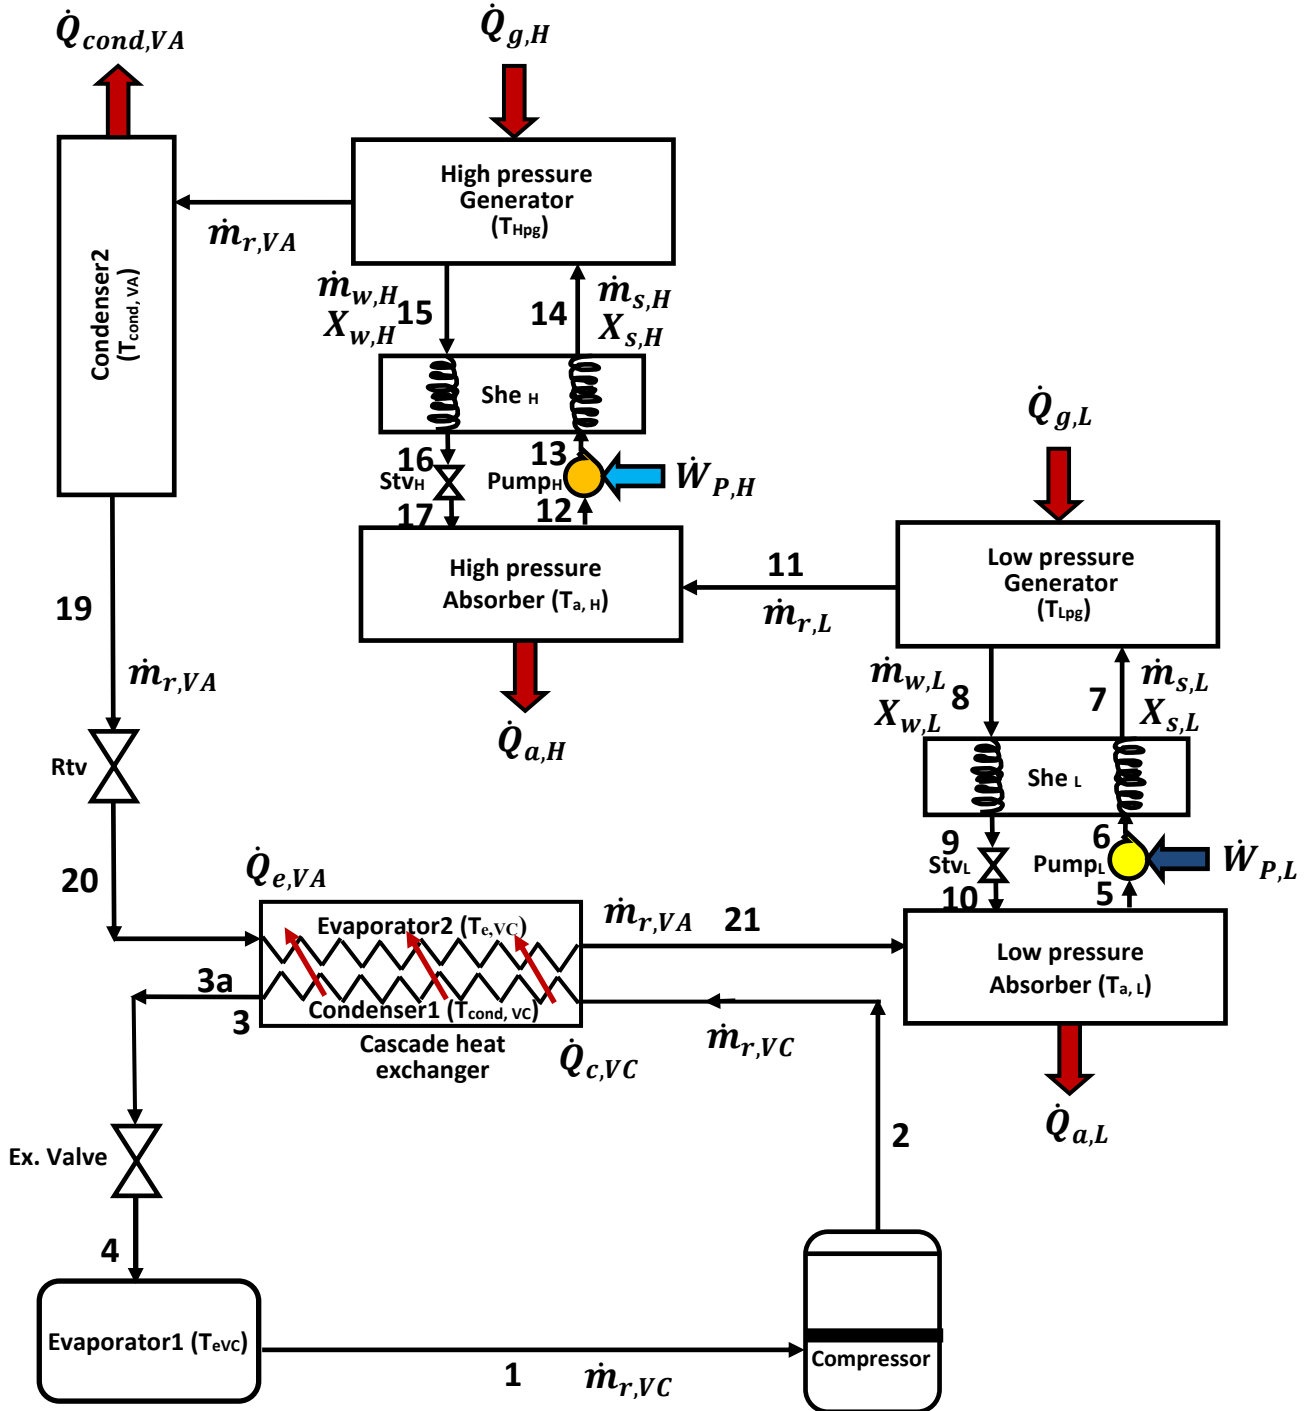 Q̇cond,VA
Q̇g,H
High pressure
Generator
(THpg)
ṁr,VA
Condenser2
(Tcond, VA)
ṁw,H
Xw,H
15
14
ṁs,H
Xs,H
She H
Q̇g,L
16
StvH
17
13
PumpH
12
ẆP,H
High pressure
Absorber (Ta, H)
11
ṁr,L
Low pressure
Generator
(TLpg)
19
ṁr,VA
Q̇a,H
ṁw,L
Xw,L
8
7
ṁs,L
Xs,L
Rtv
She L
9
StvL
10
6
PumpL
5
ẆP,L
20
Q̇e,VA
Evaporator2 (Te,VC)
ṁr,VA
21
Low pressure
Absorber (Ta, L)
3a
3
Condenser1 (Tcond, VC)
Cascade heat
exchanger
Q̇c,VC
ṁr,VC
Q̇a,L
2
Ex. Valve
4
Evaporator1 (TeVC)
1
ṁr,VC
Compressor